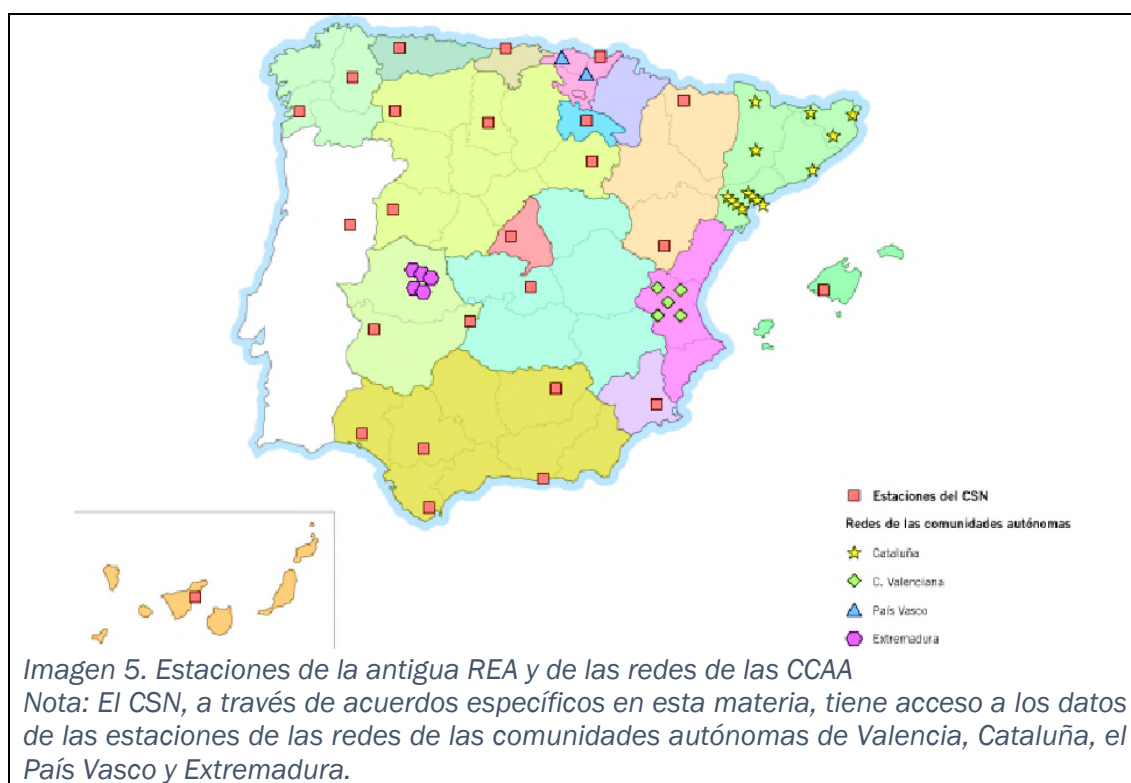 Estaciones del CSN
Redes de las comunidades autónomas
Cataluña
C. Valenciana
País Vasco
Extremadura
Imagen 5. Estaciones de la antigua REA y de las redes de las CCAA
Nota: El CSN, a través de acuerdos específicos en esta materia, tiene acceso a los datos
de las estaciones de las redes de las comunidades autónomas de Valencia, Cataluña, el
País Vasco y Extremadura.